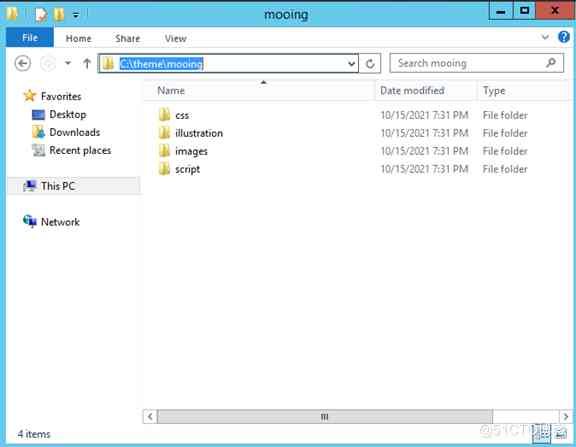 mooing
File Home Share View
C:\theme\mooing
Search mooing
Favorites
Desktop
Downloads
Recent places
This PC
Network
Name Date modified Type
css 10/15/2021 7:31 PM File folder
illustration 10/15/2021 7:31 PM File folder
images 10/15/2021 7:31 PM File folder
script 10/15/2021 7:31 PM File folder
4 items